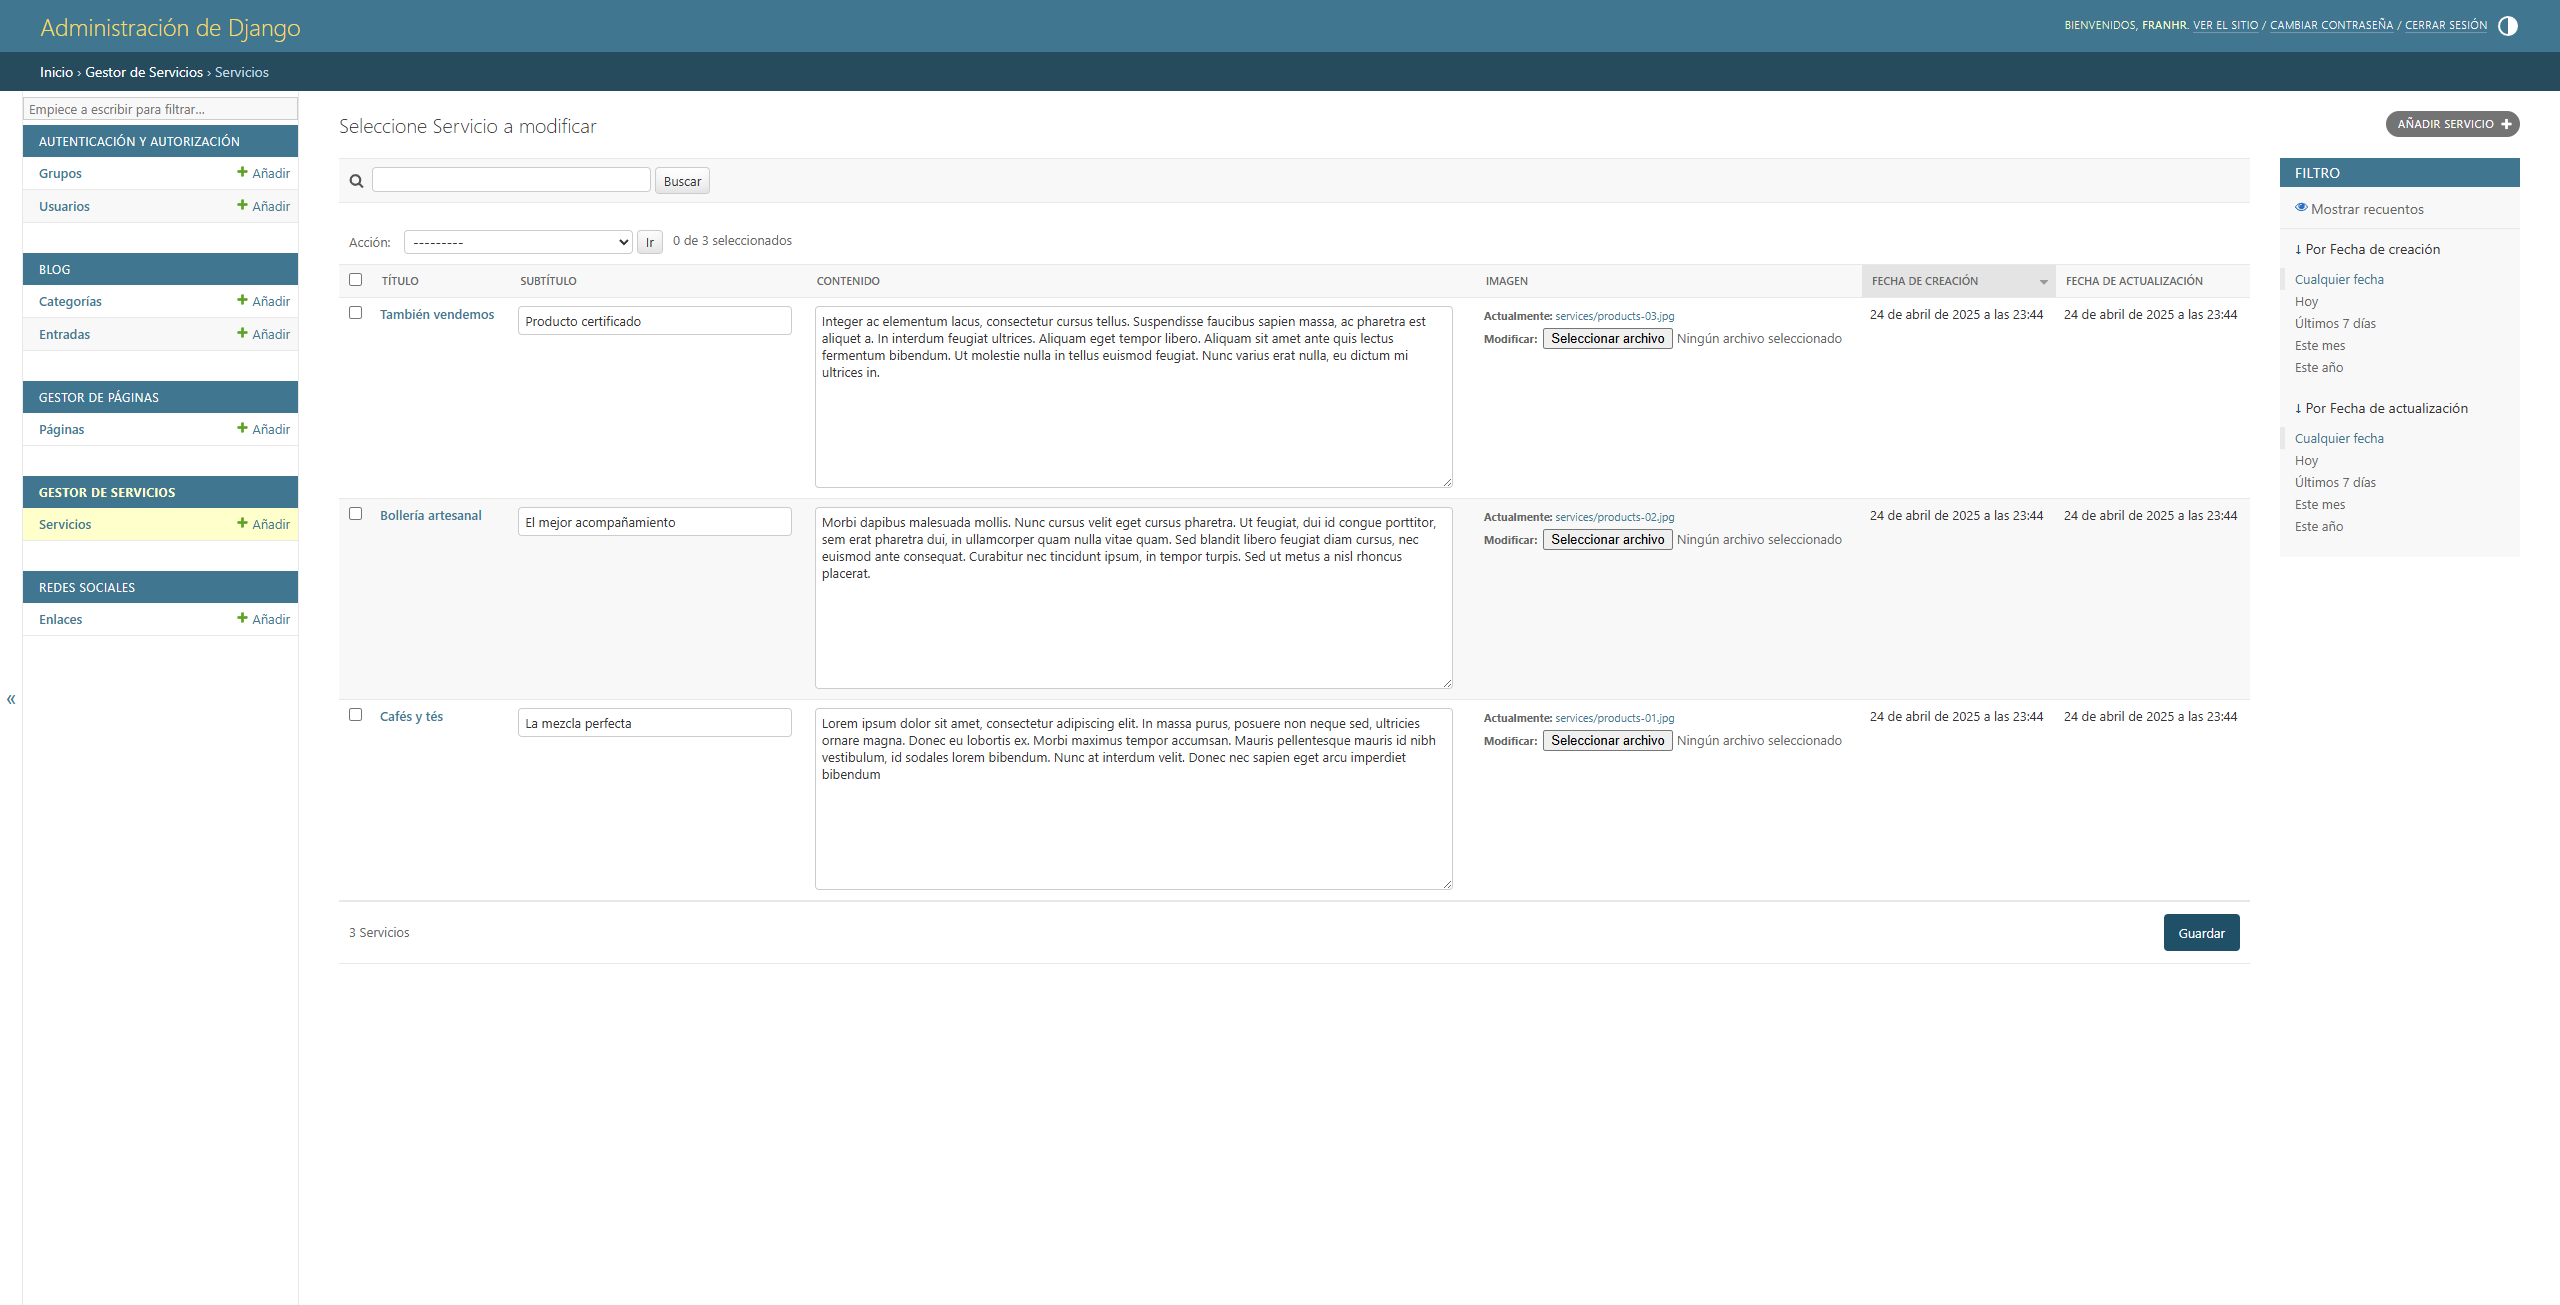 Administración de Django
BIENVENIDOS, FRANHR. VER EL SITIO / CAMBIAR CONTRASEÑA / CERRAR SESIÓN
Inicio › Gestor de Servicios › Servicios
Empiece a escribir para filtrar...
AUTENTICACIÓN Y AUTORIZACIÓN
Grupos Añadir
Usuarios Añadir
BLOG
Categorías Añadir
Entradas Añadir
GESTOR DE PÁGINAS
Páginas Añadir
GESTOR DE SERVICIOS
Servicios Añadir
REDES SOCIALES
Enlaces Añadir
«
Seleccione Servicio a modificar
AÑADIR SERVICIO +
Buscar
Acción: --------- Ir 0 de 3 seleccionados
TÍTULO SUBTÍTULO CONTENIDO IMAGEN FECHA DE CREACIÓN FECHA DE ACTUALIZACIÓN
También vendemos
Producto certificado
Integer ac elementum lacus, consectetur cursus tellus. Suspendisse faucibus sapien massa, ac pharetra est
aliquet a. In interdum feugiat ultrices. Aliquam eget tempor libero. Aliquam sit amet ante quis lectus
fermentum bibendum. Ut molestie nulla in tellus euismod feugiat. Nunc varius erat nulla, eu dictum mi
ultrices in.
Actualmente: services/products-03.jpg
Modificar: Seleccionar archivo Ningún archivo seleccionado
24 de abril de 2025 a las 23:44
24 de abril de 2025 a las 23:44
Bollería artesanal
El mejor acompañamiento
Morbi dapibus malesuada mollis. Nunc cursus velit eget cursus pharetra. Ut feugiat, dui id congue porttitor,
sem erat pharetra dui, in ullamcorper quam nulla vitae quam. Sed blandit libero feugiat diam cursus, nec
euismod ante consequat. Curabitur nec tincidunt ipsum, in tempor turpis. Sed ut metus a nisl rhoncus
placerat.
Actualmente: services/products-02.jpg
Modificar: Seleccionar archivo Ningún archivo seleccionado
24 de abril de 2025 a las 23:44
24 de abril de 2025 a las 23:44
Cafés y tés
La mezcla perfecta
Lorem ipsum dolor sit amet, consectetur adipiscing elit. In massa purus, posuere non neque sed, ultricies
ornare magna. Donec eu lobortis ex. Morbi maximus tempor accumsan. Mauris pellentesque mauris id nibh
vestibulum, id sodales lorem bibendum. Nunc at interdum velit. Donec nec sapien eget arcu imperdiet
bibendum
Actualmente: services/products-01.jpg
Modificar: Seleccionar archivo Ningún archivo seleccionado
24 de abril de 2025 a las 23:44
24 de abril de 2025 a las 23:44
3 Servicios
Guardar
FILTRO
Mostrar recuentos
↓ Por Fecha de creación
Cualquier fecha
Hoy
Últimos 7 días
Este mes
Este año
↓ Por Fecha de actualización
Cualquier fecha
Hoy
Últimos 7 días
Este mes
Este año